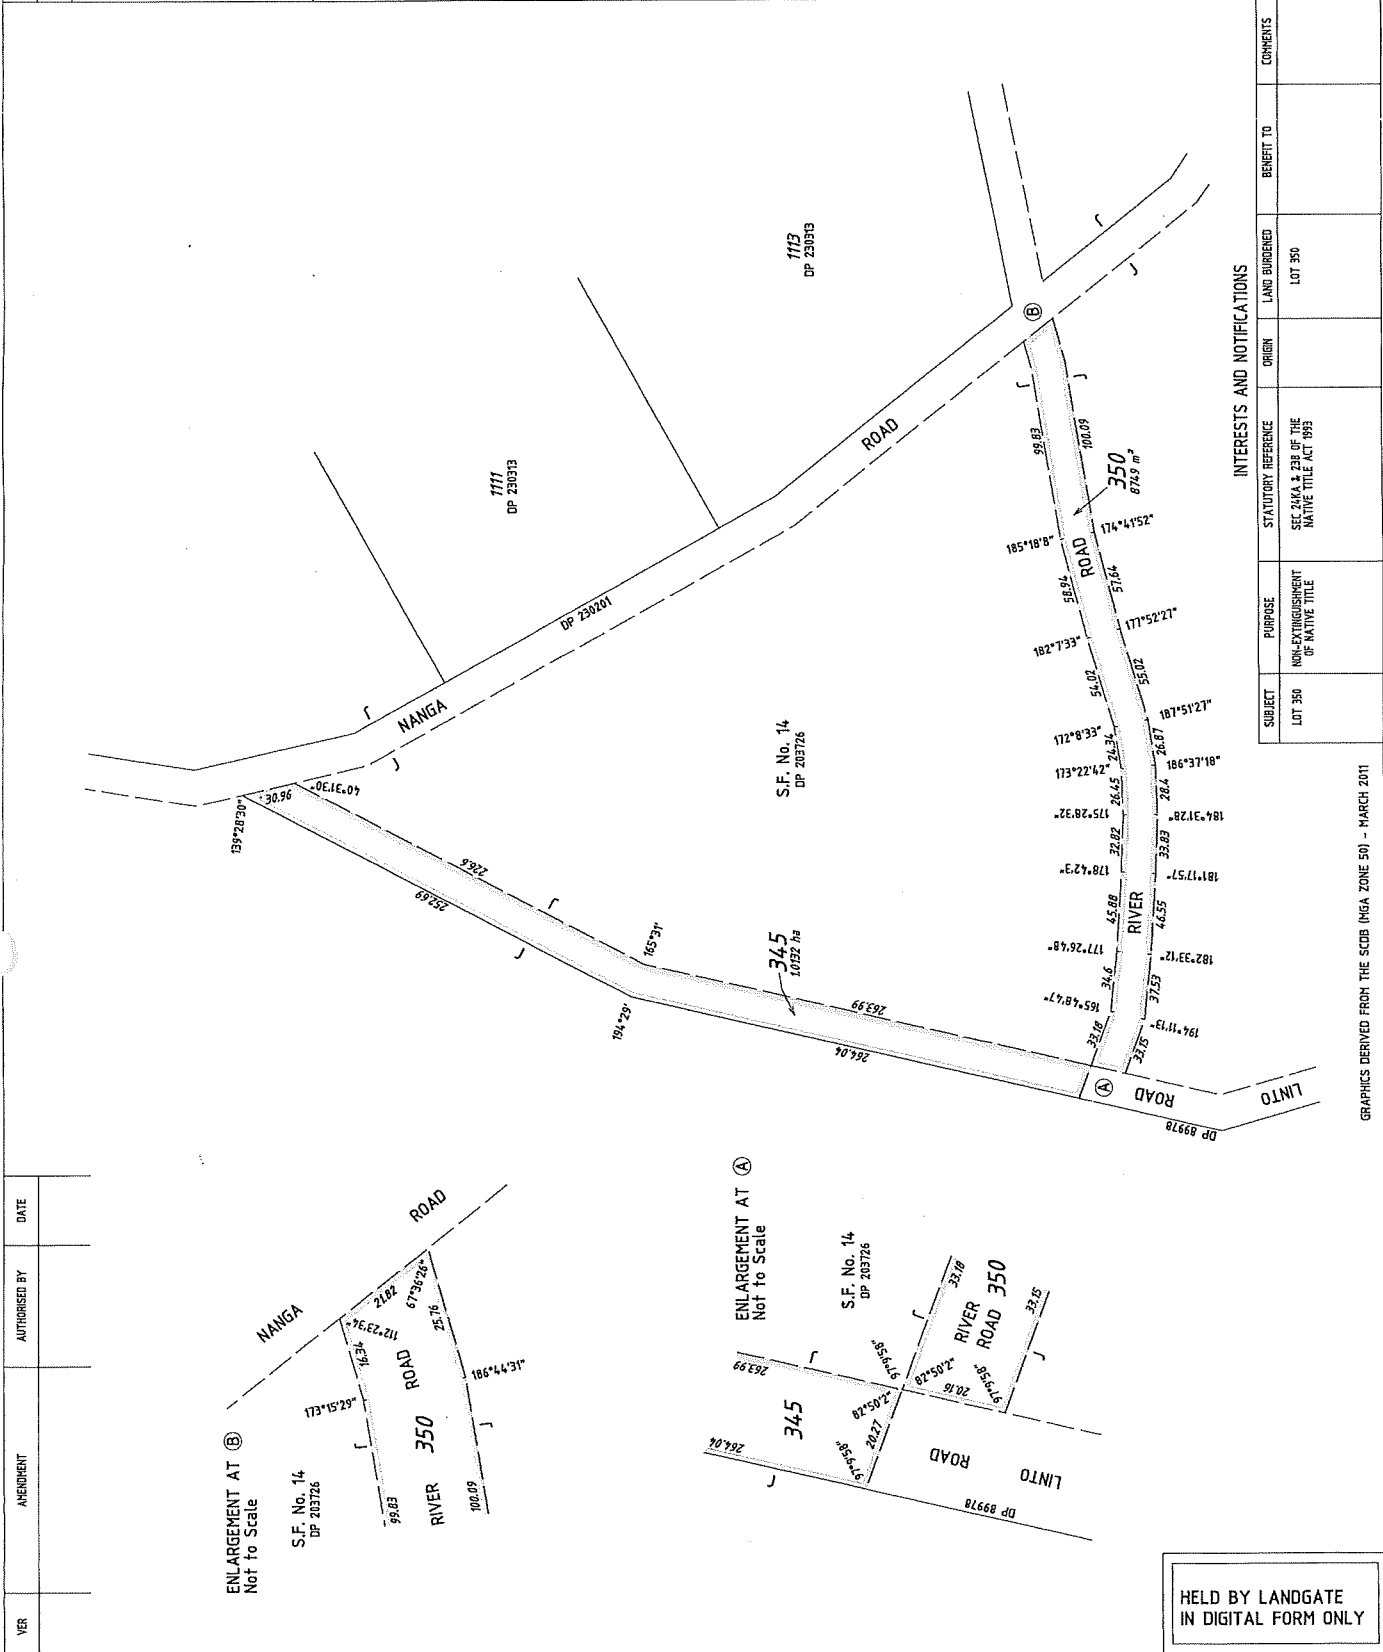 VER
AMENDMENT
AUTHORISED BY
DATE
ENLARGEMENT AT B
Not to Scale
S.F. No. 14
DP 203726
NANGA
ROAD
21.82
67°36'26"
112°23'34"
16.34
25.76
173°15'29"
186°44'31"
ROAD
350
RIVER
99.83
100.09
ENLARGEMENT AT A
Not to Scale
S.F. No. 14
DP 203726
263.99
264.04
345
97°9'58"
82°50'2"
82°50'2"
97°9'58"
97°9'58"
20.27
20.16
33.18
33.15
RIVER
ROAD 350
ROAD
LINTO
DP 89978
139°28'30"
30.96
40°31'30"
252.69
226.6
194°29'
165°31'
345
1.0132 ha
264.04
263.99
NANGA
ROAD
DP 230201
1111
DP 230313
1113
DP 230313
S.F. No. 14
DP 203726
B
A
ROAD
LINTO
DP 89978
RIVER
ROAD
350
8749 m²
33.18
34.6
45.88
32.82
26.45
24.34
54.02
58.94
99.83
165°48'47"
177°26'48"
178°42'3"
175°28'32"
173°22'42"
172°8'33"
182°7'33"
185°18'8"
33.15
37.53
46.55
33.83
28.4
26.87
55.02
57.64
100.09
194°11'13"
182°33'12"
181°17'57"
184°31'28"
186°37'18"
187°51'27"
177°52'27"
174°41'52"
INTERESTS AND NOTIFICATIONS
SUBJECT
PURPOSE
STATUTORY REFERENCE
ORIGIN
LAND BURDENED
BENEFIT TO
COMMENTS
LOT 350
NON-EXTINGUISHMENT
OF NATIVE TITLE
SEC 24KA & 238 OF THE
NATIVE TITLE ACT 1993
LOT 350
GRAPHICS DERIVED FROM THE SCDB (MGA ZONE 50) - MARCH 2011
HELD BY LANDGATE
IN DIGITAL FORM ONLY